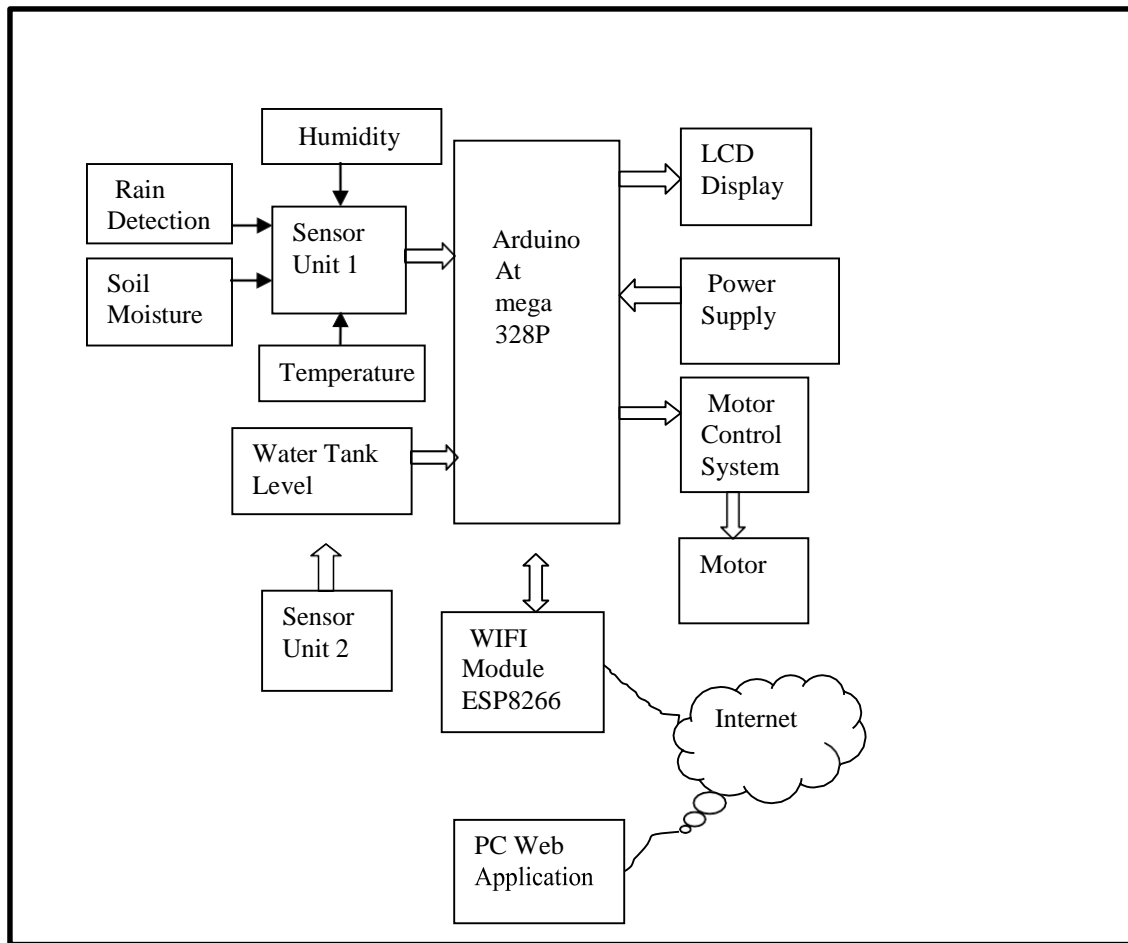 Humidity
Rain
Detection
Soil
Moisture
Sensor
Unit 1
Temperature
Water Tank
Level
Sensor
Unit 2
Arduino
At
mega
328P
LCD
Display
Power
Supply
Motor
Control
System
Motor
WIFI
Module
ESP8266
Internet
PC Web
Application